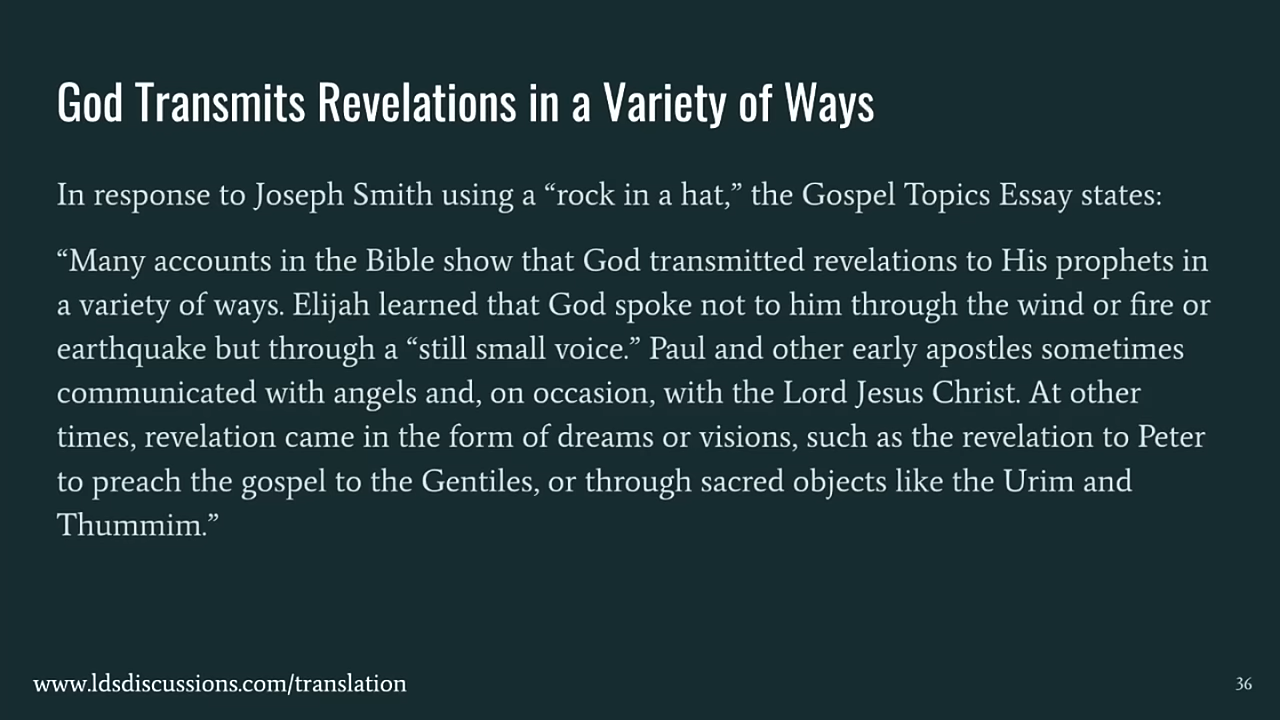 God Transmits Revelations in a Variety of Ways
In response to Joseph Smith using a “rock in a hat,” the Gospel Topics Essay states:
“Many accounts in the Bible show that God transmitted revelations to His prophets in
a variety of ways. Elijah learned that God spoke not to him through the wind or fire or
earthquake but through a “still small voice.” Paul and other early apostles sometimes
communicated with angels and, on occasion, with the Lord Jesus Christ. At other
times, revelation came in the form of dreams or visions, such as the revelation to Peter
to preach the gospel to the Gentiles, or through sacred objects like the Urim and
Thummim.”
www.ldsdiscussions.com/translation
36